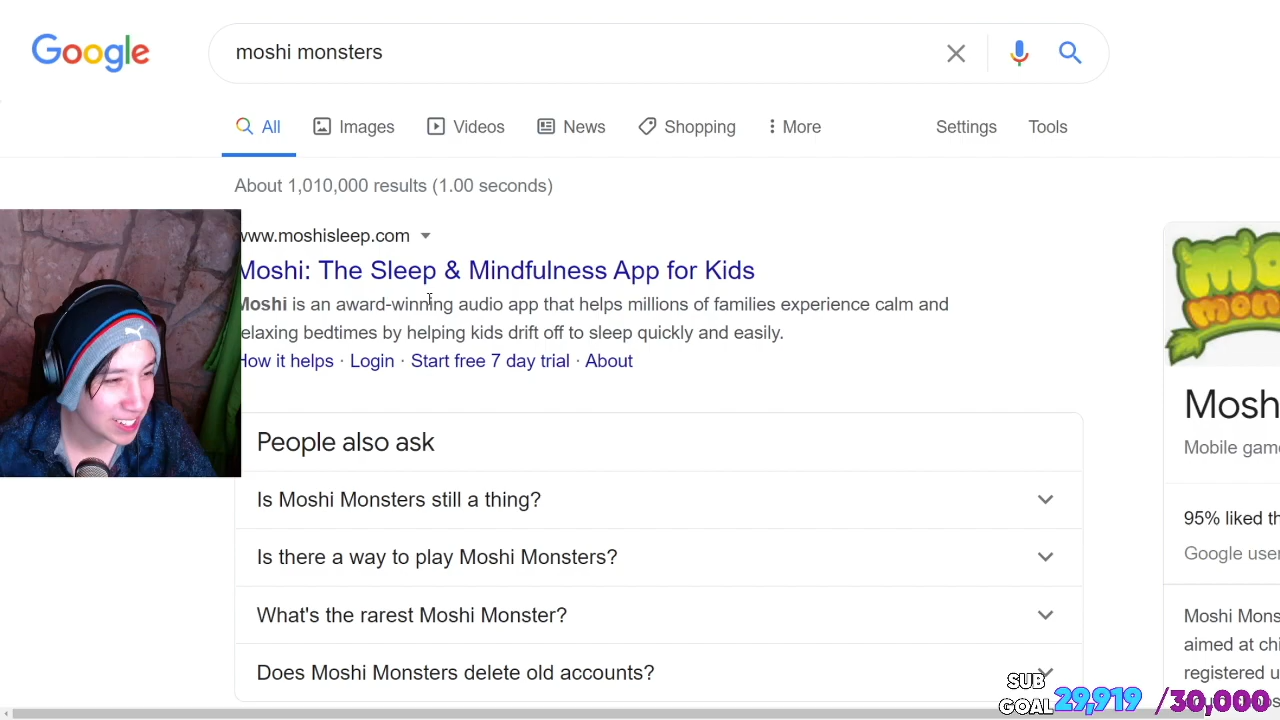 Google
moshi monsters
All
Images
Videos
News
Shopping
More
Settings
Tools
About 1,010,000 results (1.00 seconds)
www.moshisleep.com
Moshi: The Sleep & Mindfulness App for Kids
Moshi is an award-winning audio app that helps millions of families experience calm and
elaxing bedtimes by helping kids drift off to sleep quickly and easily.
How it helps · Login · Start free 7 day trial · About
People also ask
Is Moshi Monsters still a thing?
Is there a way to play Moshi Monsters?
What's the rarest Moshi Monster?
Does Moshi Monsters delete old accounts?
Mo
mon
Mosh
Mobile gam
95% liked th
Google user
Moshi Mons
aimed at chi
registered u
SUB
GOAL 29,919 /30,000